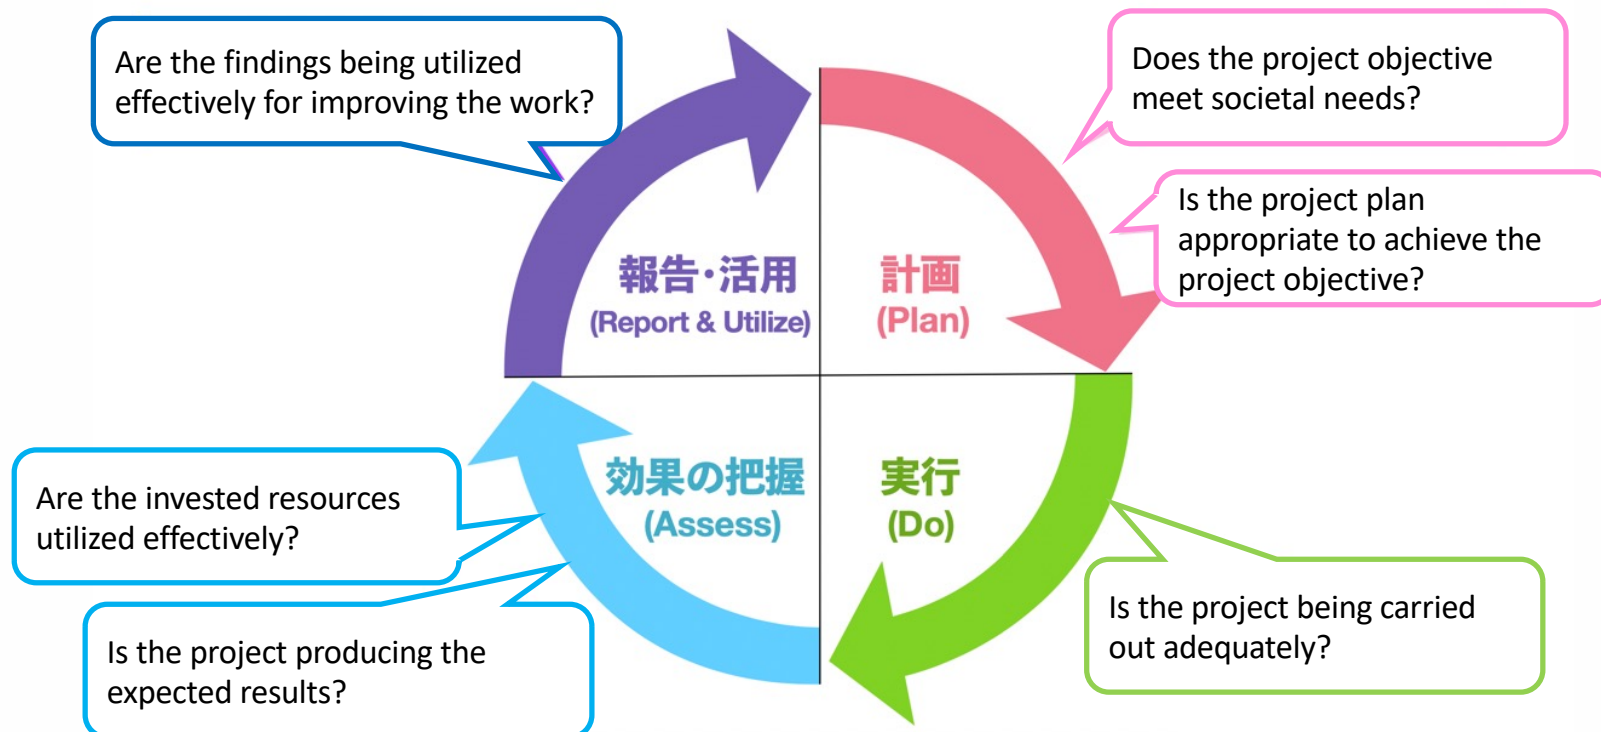 Are the findings being utilized
effectively for improving the work?
Does the project objective
meet societal needs?
Is the project plan
appropriate to achieve the
project objective?
報告・活用
(Report & Utilize)
計画
(Plan)
効果の把握
(Assess)
実行
(Do)
Are the invested resources
utilized effectively?
Is the project producing the
expected results?
Is the project being carried
out adequately?